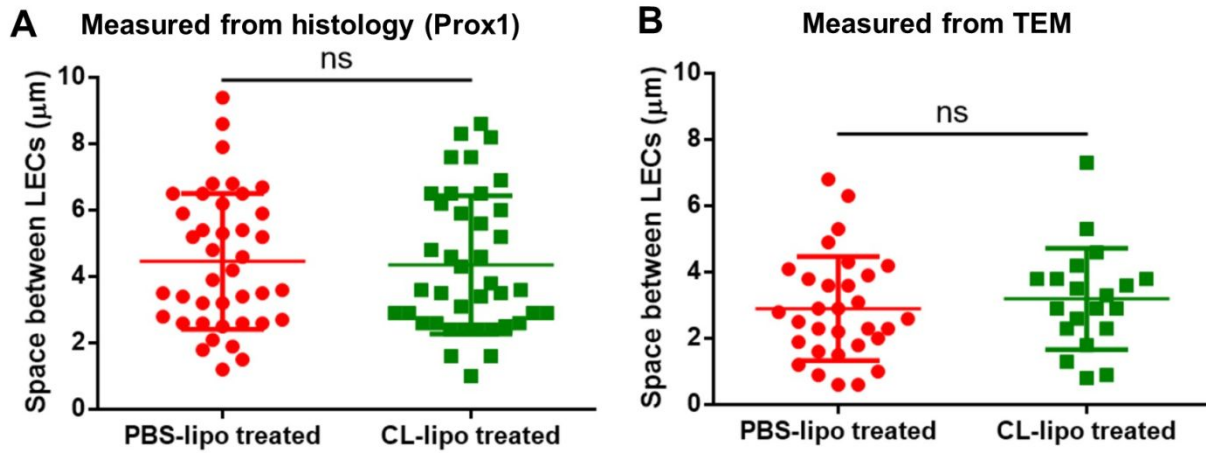 A Measured from histology (Prox1)
ns
Space between LECs (μm)
10
8
6
4
2
0
PBS-lipo treated CL-lipo treated
B Measured from TEM
ns
Space between LECs (μm)
10
8
6
4
2
0
PBS-lipo treated CL-lipo treated